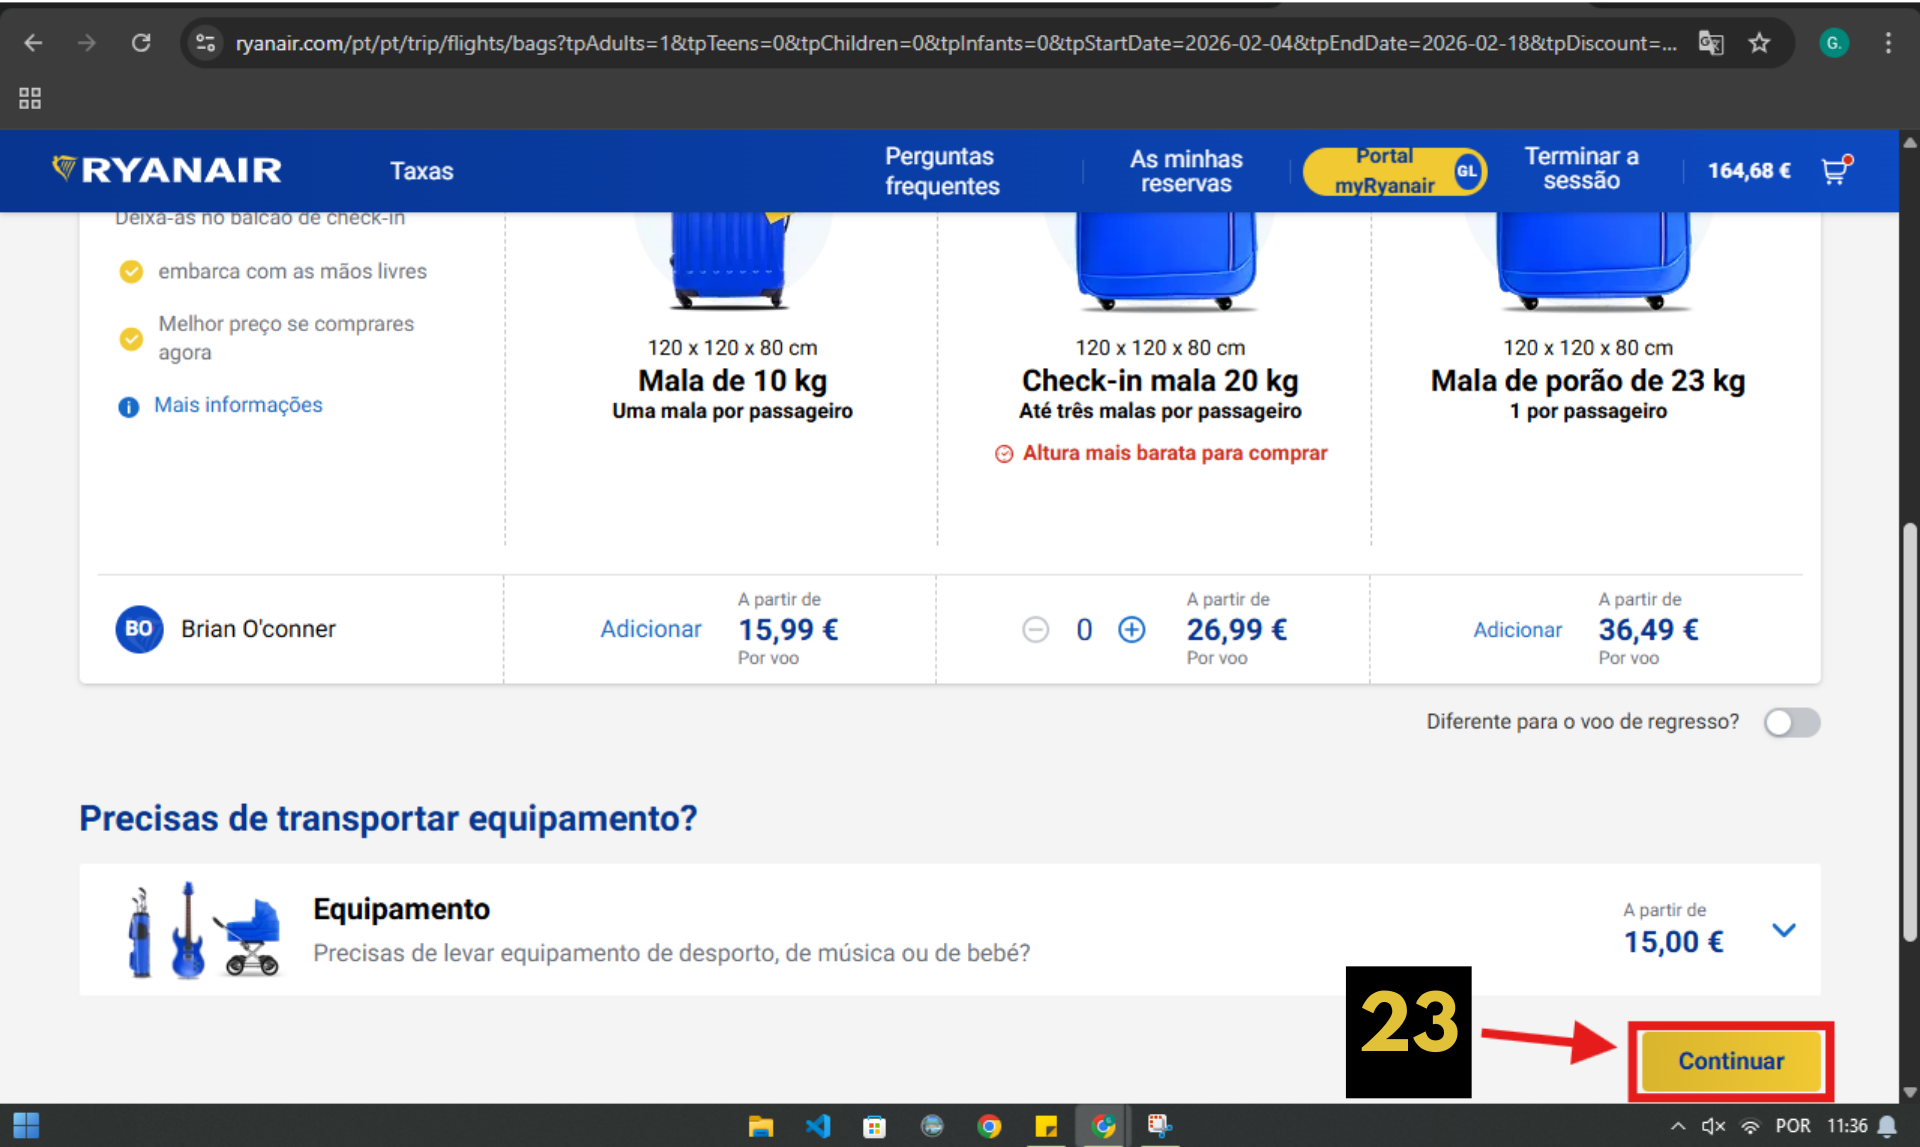 ryanair.com/pt/pt/trip/flights/bags?tpAdults=1&tpTeens=0&tpChildren=0&tpInfants=0&tpStartDate=2026-02-04&tpEndDate=2026-02-18&tpDiscount=...
G.
RYANAIR
Taxas
Perguntas
frequentes
As minhas
reservas
Portal
myRyanair
GL
Terminar a
sessão
164,68 €
Deixa-as no balcão de check-in
embarca com as mãos livres
Melhor preço se comprares
agora
Mais informações
120 x 120 x 80 cm
Mala de 10 kg
Uma mala por passageiro
120 x 120 x 80 cm
Check-in mala 20 kg
Até três malas por passageiro
Altura mais barata para comprar
120 x 120 x 80 cm
Mala de porão de 23 kg
1 por passageiro
BO
Brian O'conner
Adicionar
A partir de
15,99 €
Por voo
0
A partir de
26,99 €
Por voo
Adicionar
A partir de
36,49 €
Por voo
Diferente para o voo de regresso?
Precisas de transportar equipamento?
Equipamento
Precisas de levar equipamento de desporto, de música ou de bebé?
A partir de
15,00 €
23
Continuar
POR
11:36